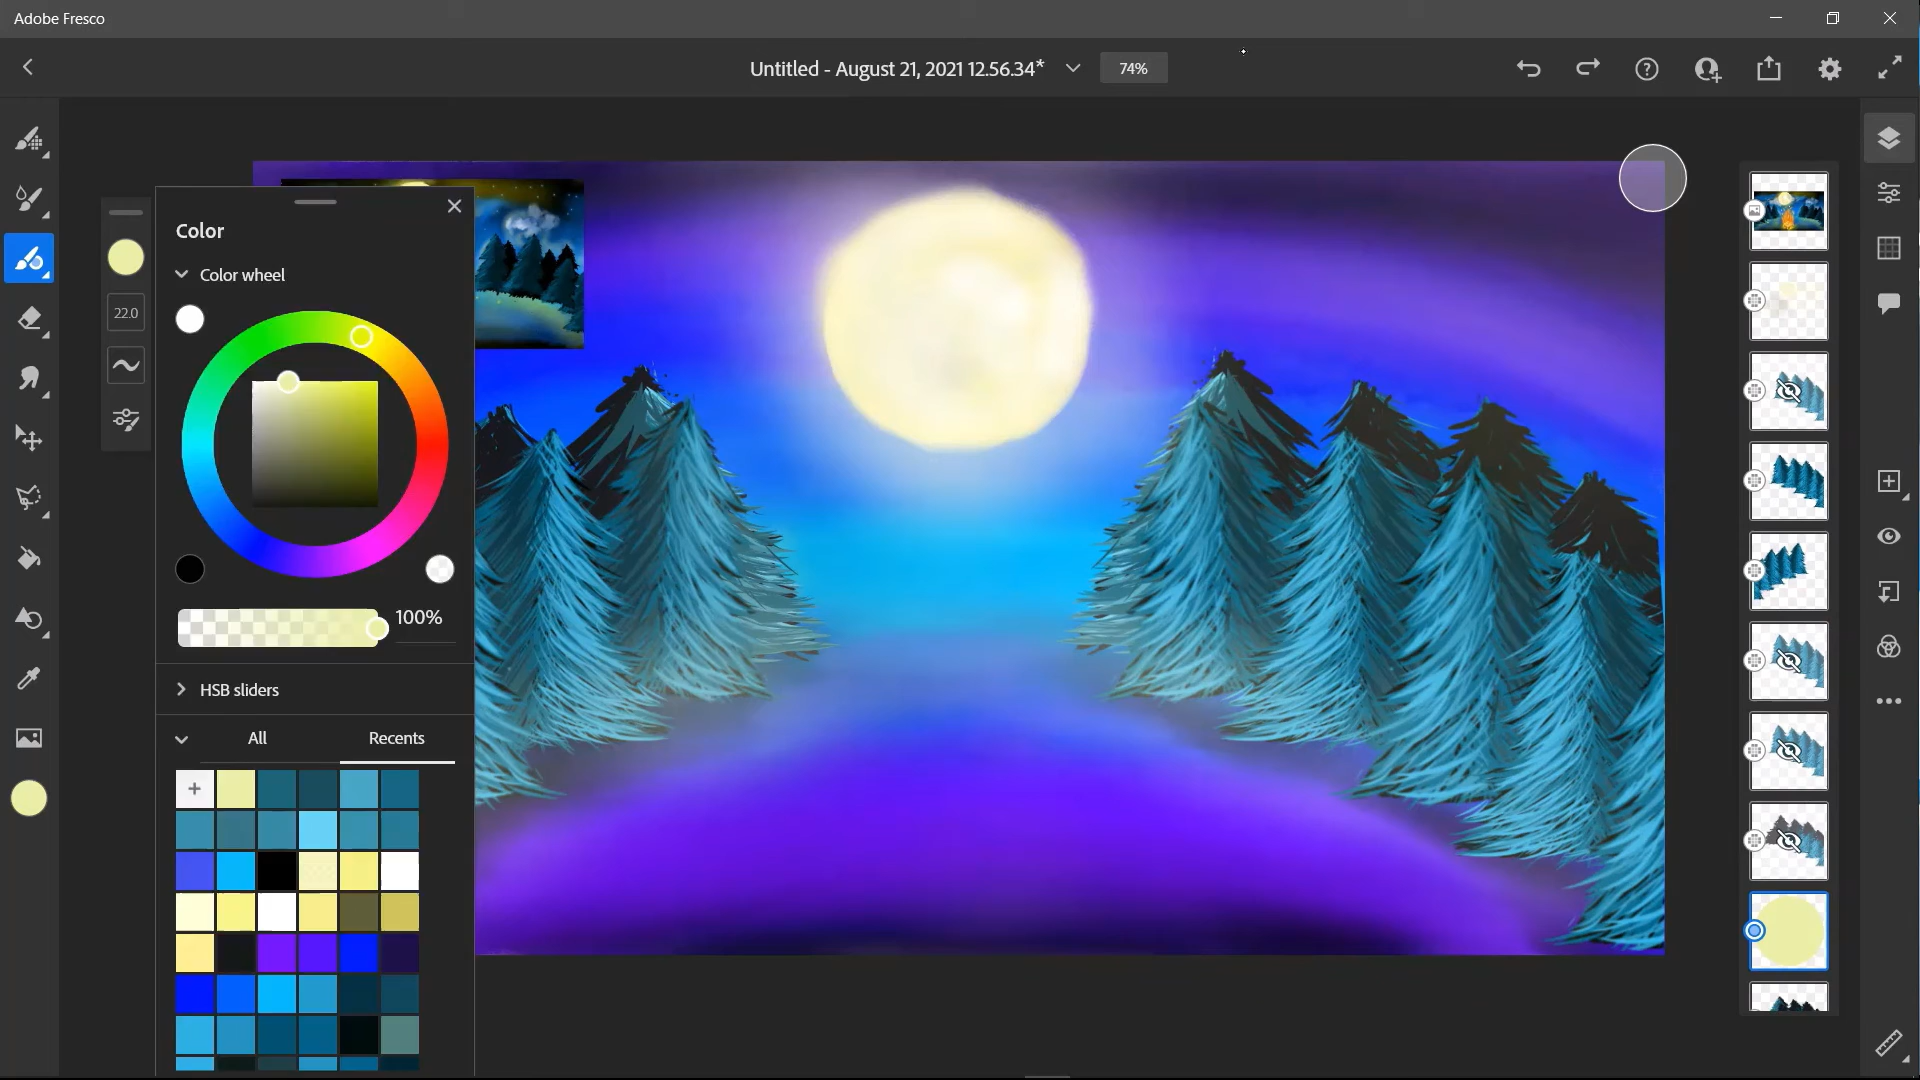 Adobe Fresco
Untitled - August 21, 2021 12.56.34*
74%
22.0
Color
Color wheel
100%
HSB sliders
All
Recents